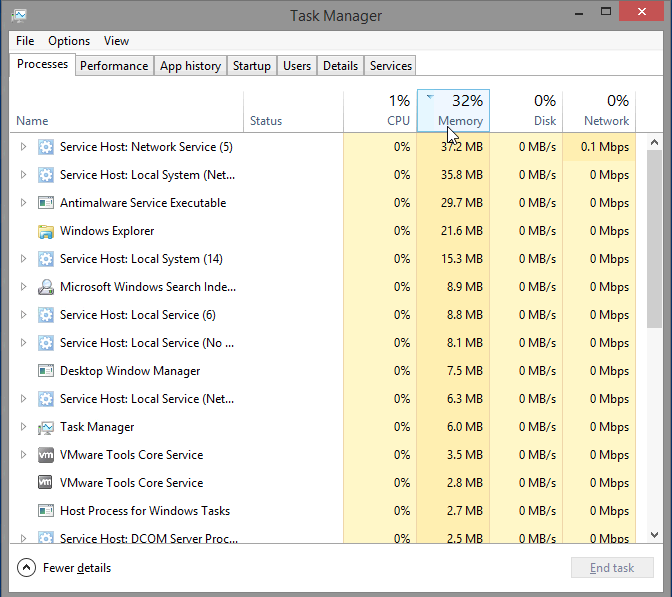 Task Manager
File Options View
Processes Performance App history Startup Users Details Services
1% 32% 0% 0%
Name Status CPU Memory Disk Network
Service Host: Network Service (5) 0% 37.2 MB 0 MB/s 0.1 Mbps
Service Host: Local System (Net... 0% 35.8 MB 0 MB/s 0 Mbps
Antimalware Service Executable 0% 29.7 MB 0 MB/s 0 Mbps
Windows Explorer 0% 21.6 MB 0 MB/s 0 Mbps
Service Host: Local System (14) 0% 15.3 MB 0 MB/s 0 Mbps
Microsoft Windows Search Inde... 0% 8.9 MB 0 MB/s 0 Mbps
Service Host: Local Service (6) 0% 8.8 MB 0 MB/s 0 Mbps
Service Host: Local Service (No ... 0% 8.1 MB 0 MB/s 0 Mbps
Desktop Window Manager 0% 7.5 MB 0 MB/s 0 Mbps
Service Host: Local Service (Net... 0% 6.3 MB 0 MB/s 0 Mbps
Task Manager 0% 6.0 MB 0 MB/s 0 Mbps
vm VMware Tools Core Service 0% 3.5 MB 0 MB/s 0 Mbps
vm VMware Tools Core Service 0% 2.8 MB 0 MB/s 0 Mbps
Host Process for Windows Tasks 0% 2.7 MB 0 MB/s 0 Mbps
Service Host: DCOM Server Proc... 0% 2.5 MB 0 MB/s 0 Mbps
Fewer details End task